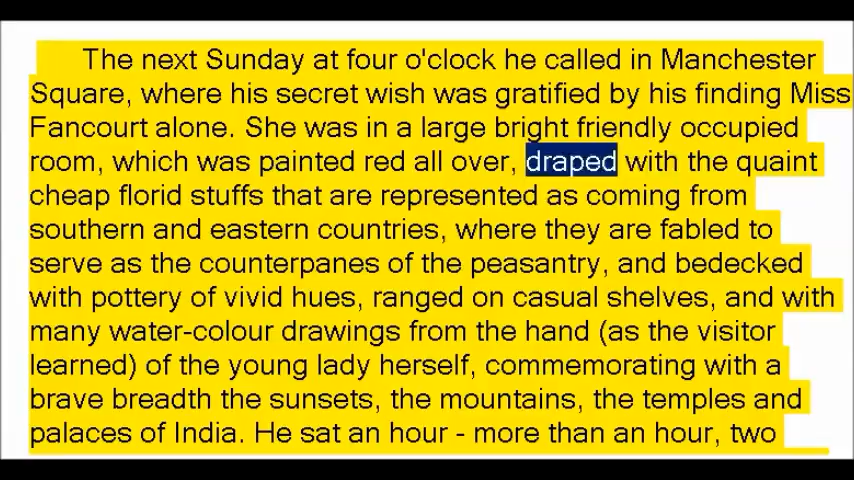 The next Sunday at four o'clock he called in Manchester
Square, where his secret wish was gratified by his finding Miss
Fancourt alone. She was in a large bright friendly occupied
room, which was painted red all over, draped with the quaint
cheap florid stuffs that are represented as coming from
southern and eastern countries, where they are fabled to
serve as the counterpanes of the peasantry, and bedecked
with pottery of vivid hues, ranged on casual shelves, and with
many water-colour drawings from the hand (as the visitor
learned) of the young lady herself, commemorating with a
brave breadth the sunsets, the mountains, the temples and
palaces of India. He sat an hour - more than an hour, two